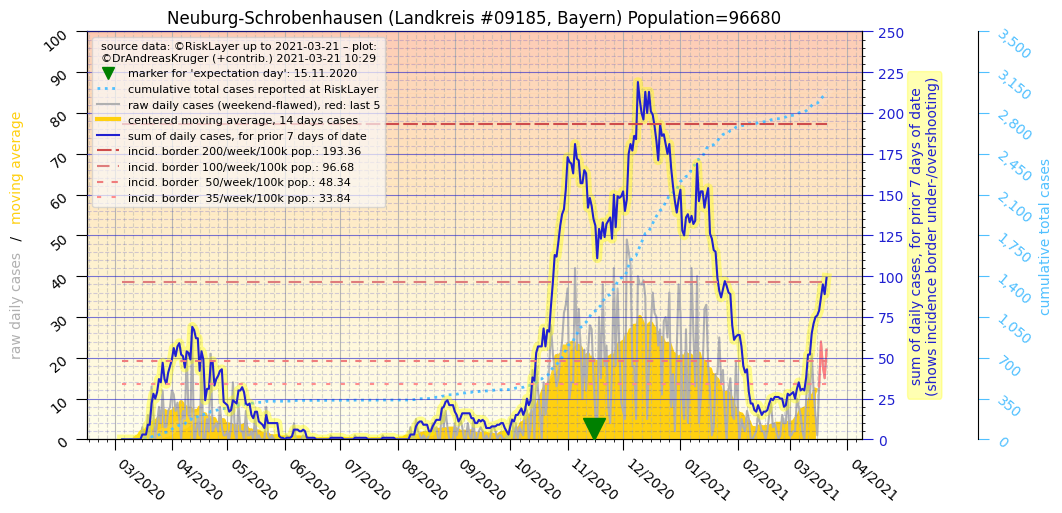 Neuburg-Schrobenhausen (Landkreis #09185, Bayern) Population=96680
source data: ©RiskLayer up to 2021-03-21 – plot:
©DrAndreasKruger (+contrib.) 2021-03-21 10:29
marker for 'expectation day': 15.11.2020
cumulative total cases reported at RiskLayer
raw daily cases (weekend-flawed), red: last 5
centered moving average, 14 days cases
sum of daily cases, for prior 7 days of date
incid. border 200/week/100k pop.: 193.36
incid. border 100/week/100k pop.: 96.68
incid. border  50/week/100k pop.: 48.34
incid. border  35/week/100k pop.: 33.84
raw daily cases  /  moving average
100
90
80
70
60
50
40
30
20
10
0
250
225
200
175
150
125
100
75
50
25
0
sum of daily cases, for prior 7 days of date
(shows incidence border under-/overshooting)
3,500
3,150
2,800
2,450
2,100
1,750
1,400
1,050
700
350
0
cumulative total cases
03/2020
04/2020
05/2020
06/2020
07/2020
08/2020
09/2020
10/2020
11/2020
12/2020
01/2021
02/2021
03/2021
04/2021